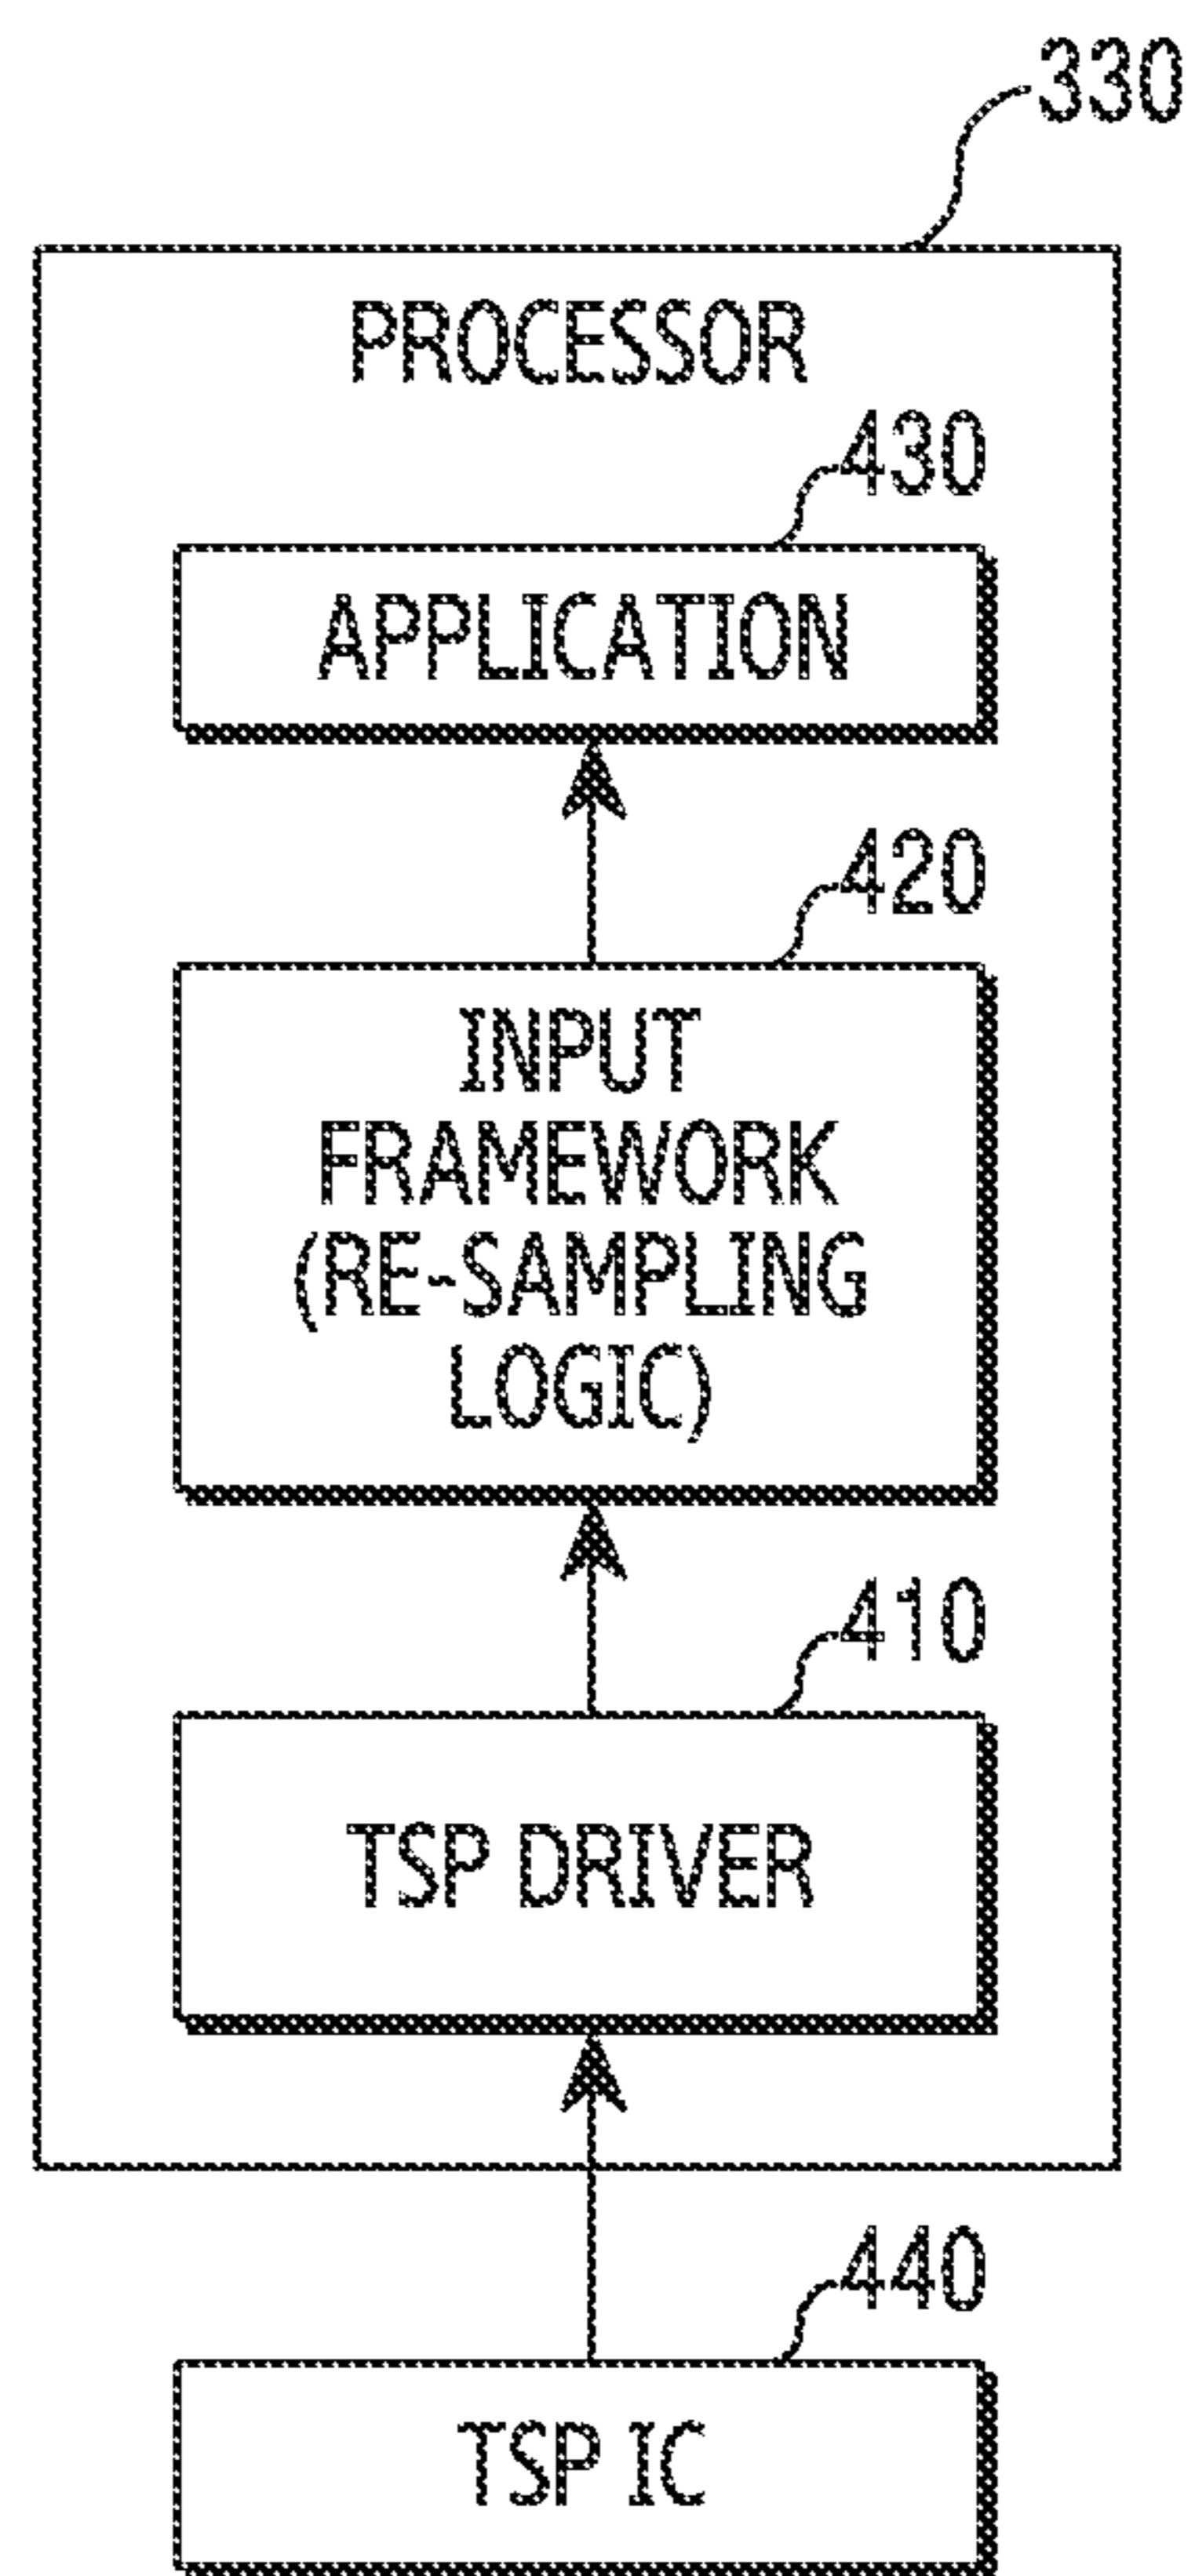 330
PROCESSOR
430
APPLICATION
420
INPUT
FRAMEWORK
(RE-SAMPLING
LOGIC)
410
TSP DRIVER
440
TSP IC